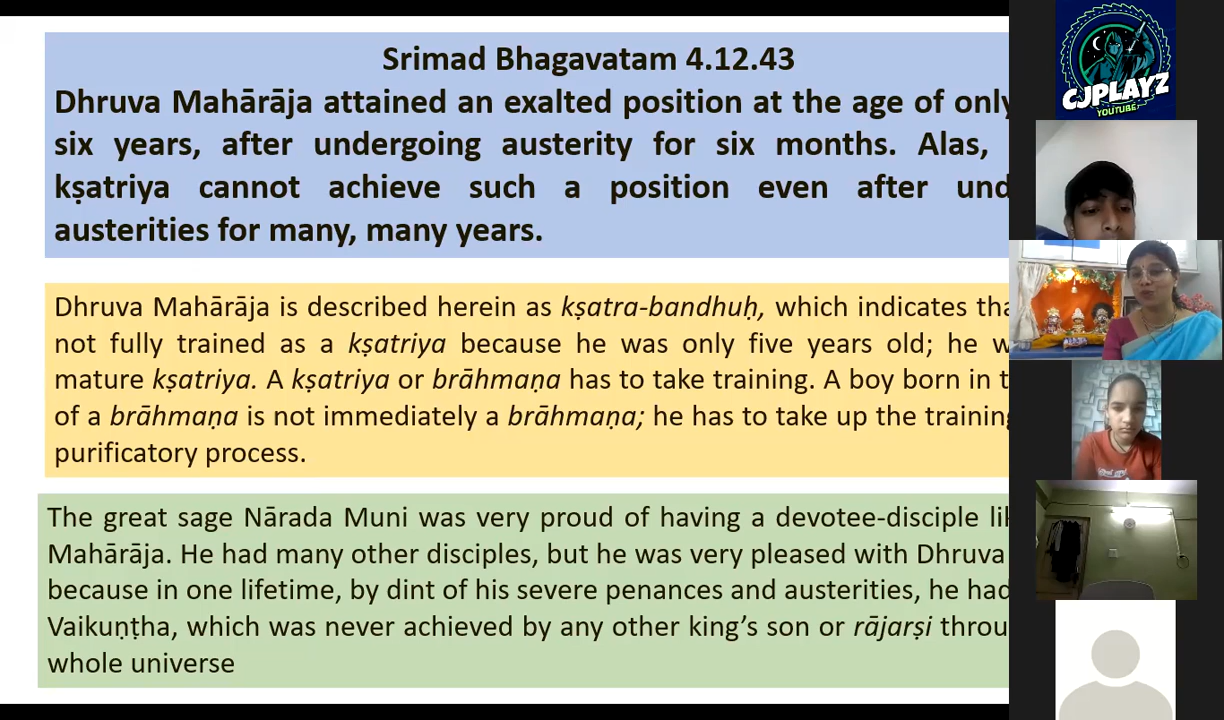 Srimad Bhagavatam 4.12.43
Dhruva Mahārāja attained an exalted position at the age of only
six years, after undergoing austerity for six months. Alas,
kṣatriya cannot achieve such a position even after
austerities for many, many years.
Dhruva Mahārāja is described herein as kṣatra-bandhuḥ, which indicates
not fully trained as a kṣatriya because he was only five years old; he
mature kṣatriya. A kṣatriya or brāhmaṇa has to take training. A boy born in
of a brāhmaṇa is not immediately a brāhmaṇa; he has to take up the training
purificatory process.
The great sage Nārada Muni was very proud of having a devotee-disciple
Mahārāja. He had many other disciples, but he was very pleased with Dhruva
because in one lifetime, by dint of his severe penances and austerities, he had
Vaikuṇṭha, which was never achieved by any other king's son or rājarṣi
whole universe
CJPLAYZ
YOUTUBE